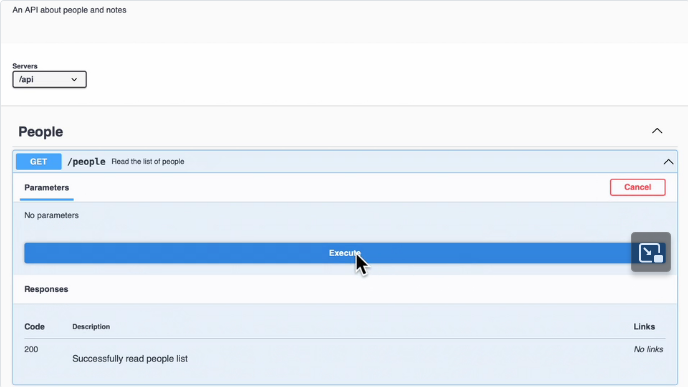 An API about people and notes
Servers
/api
People
GET /people Read the list of people
Parameters Cancel
No parameters
Execute
Responses
Code Description Links
200 Successfully read people list No links